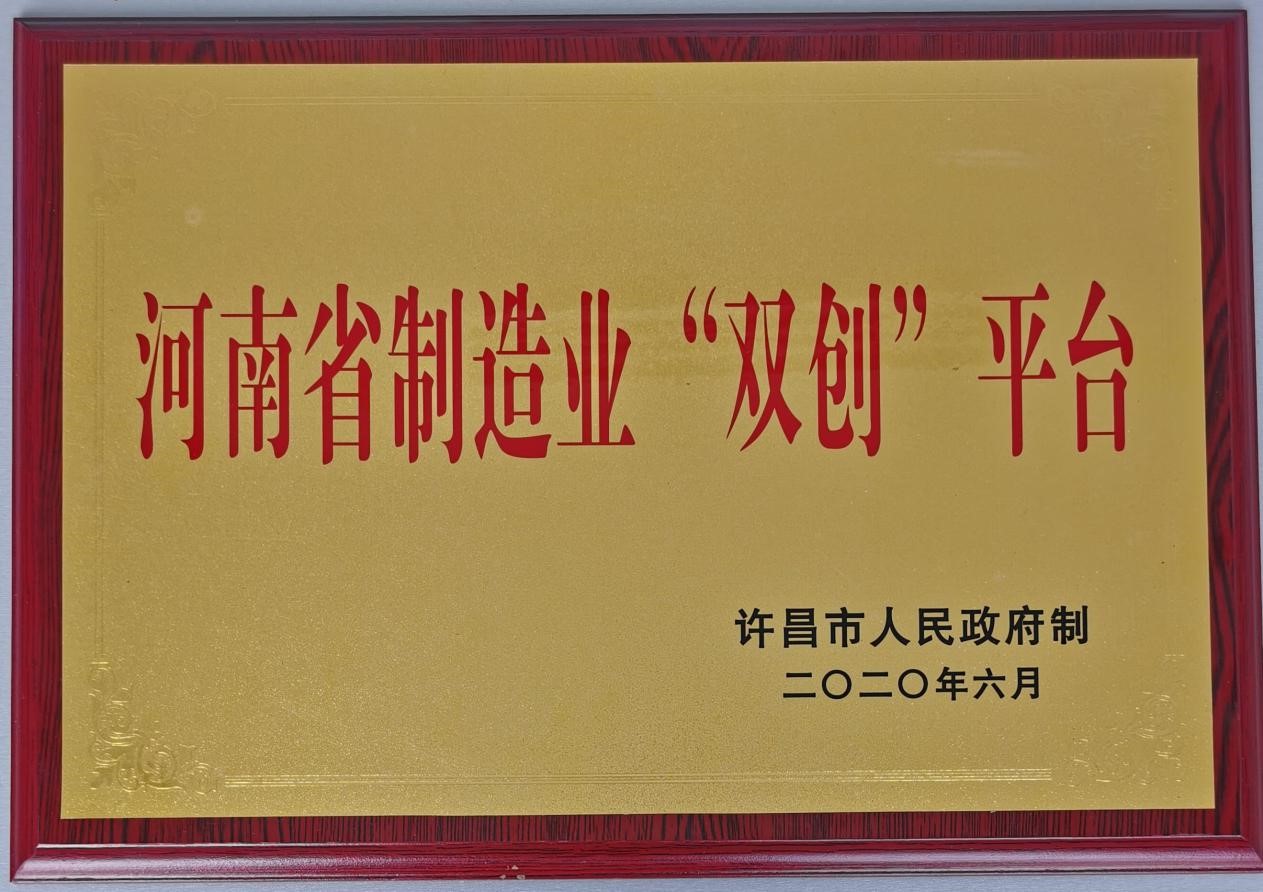 河南省制造业“双创”平台
许昌市人民政府制
二〇二〇年六月